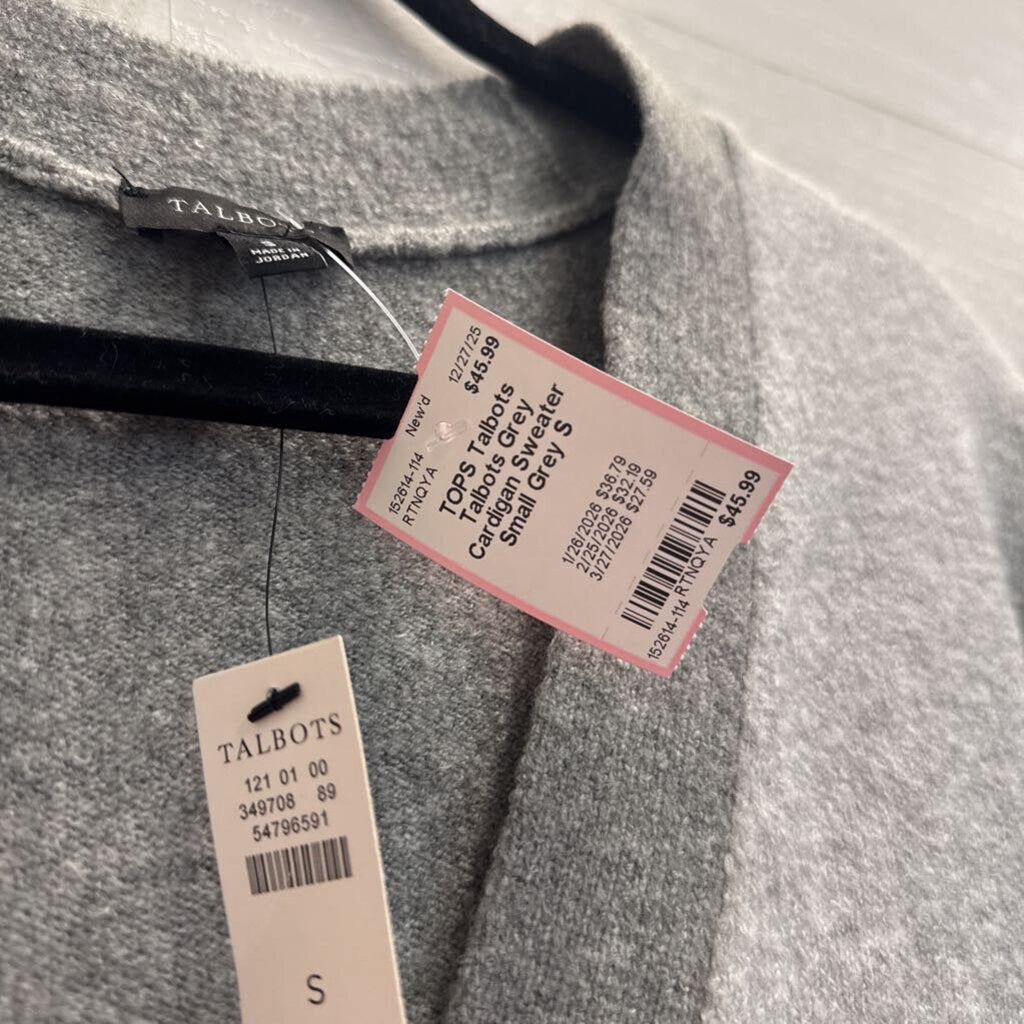 TALBOTS
S
MADE IN
JORDAN
152614-114 New'd 12/27/25
RTNQYA $45.99
TOPS Talbots
Talbots Grey
Cardigan Sweater
Small Grey S
1/26/2026 $36.79
2/25/2026 $32.19
3/27/2026 $27.59
152614-114 RTNQYA $45.99
TALBOTS
121 01 00
349708 89
54796591
S